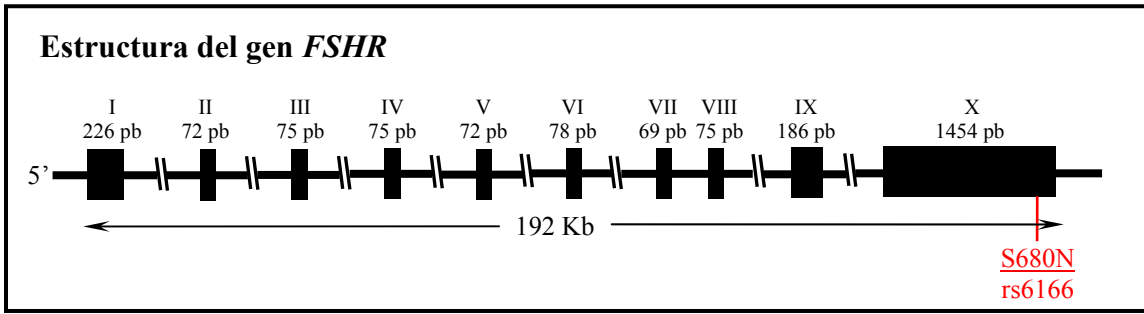 Estructura del gen FSHR
I II III IV V VI VII VIII IX X
226 pb 72 pb 75 pb 75 pb 72 pb 78 pb 69 pb 75 pb 186 pb 1454 pb
5’
192 Kb
S680N
rs6166